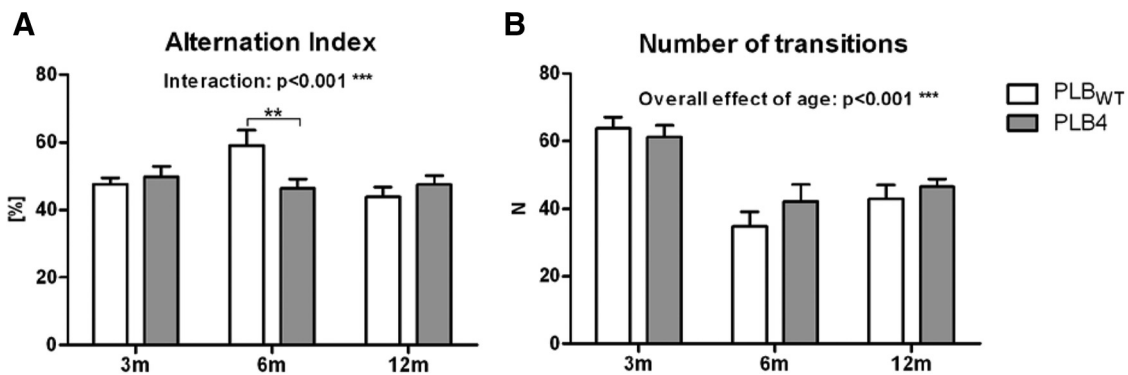 A
Alternation Index
Interaction: p<0.001 ***
**
[%]
80
60
40
20
0
3m 6m 12m
B
Number of transitions
Overall effect of age: p<0.001 ***
N
80
60
40
20
0
3m 6m 12m
PLBWT
PLB4